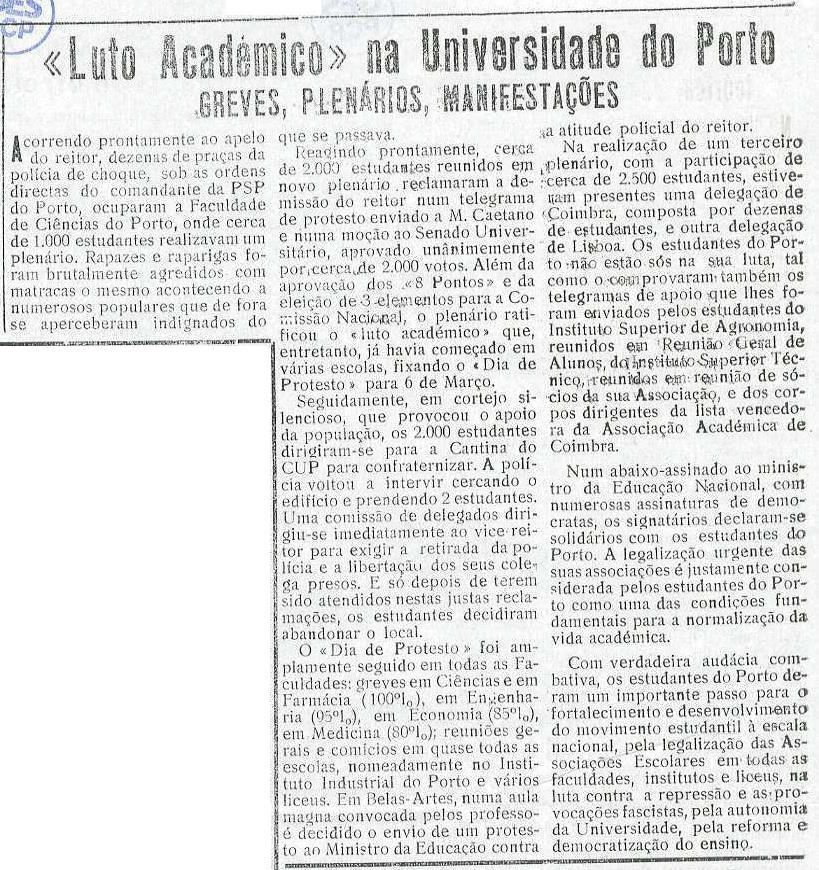 «Luto Académico» na Universidade do Porto
GREVES, PLENÁRIOS, MANIFESTAÇÕES
Acorrendo prontamente ao apelo
do reitor, dezenas de praças da
polícia de choque, sob as ordens
directas do comandante da PSP
do Porto, ocuparam a Faculdade
de Ciências do Porto, onde cerca
de 1.000 estudantes realizavam um
plenário. Rapazes e raparigas fo-
ram brutalmente agredidos com
matracas o mesmo acontecendo a
numerosos populares que de fora
se aperceberam indignados do
que se passava.
Reagindo prontamente, cerca
de 2.000 estudantes reunidos em
novo plenário reclamaram a de-
missão do reitor num telegrama
de protesto enviado a M. Caetano
e numa moção ao Senado Univer-
sitário, aprovado unânimemente
por cerca de 2.000 votos. Além da
aprovação dos «8 Pontos» e da
eleição de 3 elementos para a Co-
missão Nacional, o plenário rati-
ficou o «luto académico» que,
entretanto, já havia começado em
várias escolas, fixando o «Dia de
Protesto» para 6 de Março.
Seguidamente, em cortejo si-
lencioso, que provocou o apoio
da população, os 2.000 estudantes
dirigiram-se para a Cantina do
CUP para confraternizar. A polí-
cia voltou a intervir cercando o
edifício e prendendo 2 estudantes.
Uma comissão de delegados diri-
giu-se imediatamente ao vice-rei-
tor para exigir a retirada da po-
lícia e a libertação dos seus cole-
ga presos. E só depois de terem
sido atendidos nestas justas recla-
mações, os estudantes decidiram
abandonar o local.
O «Dia de Protesto» foi am-
plamente seguido em todas as Fa-
culdades: greves em Ciências e em
Farmácia (100%), em Engenha-
ria (95%), em Economia (85%),
em Medicina (80%); reuniões ge-
rais e comícios em quase todas as
escolas, nomeadamente no Insti-
tuto Industrial do Porto e vários
liceus. Em Belas-Artes, numa aula
magna convocada pelos professo-
é decidido o envio de um protes-
to ao Ministro da Educação contra
a atitude policial do reitor.
Na realização de um terceiro
plenário, com a participação de
cerca de 2.500 estudantes, estive-
ram presentes uma delegação de
Coimbra, composta por dezenas
de estudantes, e outra delegação
de Lisboa. Os estudantes do Por-
to não estão sós na sua luta, tal
como o comprovaram também os
telegramas de apoio que lhes fo-
ram enviados pelos estudantes do
Instituto Superior de Agronomia,
reunidos em Reunião Geral de
Alunos, do Instituto Superior Téc-
nico, reunidos em reunião de só-
cios da sua Associação, e dos cor-
pos dirigentes da lista vencedo-
ra da Associação Académica de
Coimbra.
Num abaixo-assinado ao minis-
tro da Educação Nacional, com
numerosas assinaturas de demo-
cratas, os signatários declaram-se
solidários com os estudantes do
Porto. A legalização urgente das
suas associações é justamente con-
siderada pelos estudantes do Por-
to como uma das condições fun-
damentais para a normalização da
vida académica.
Com verdadeira audácia com-
bativa, os estudantes do Porto de-
ram um importante passo para o
fortalecimento e desenvolvimento
do movimento estudantil à escala
nacional, pela legalização das As-
sociações Escolares em todas as
faculdades, institutos e liceus, na
luta contra a repressão e as pro-
vocações fascistas, pela autonomia
da Universidade, pela reforma e
democratização do ensino.